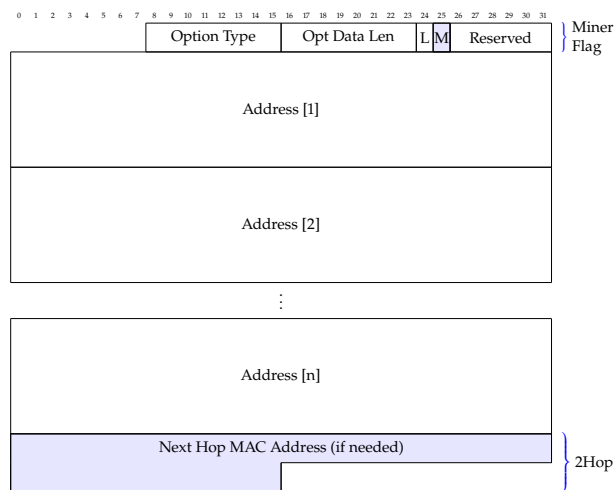 0 1 2 3 4 5 6 7 8 9 10 11 12 13 14 15 16 17 18 19 20 21 22 23 24 25 26 27 28 29 30 31
Option Type Opt Data Len L M Reserved Miner
Flag
Address [1]
Address [2]
⋮
Address [n]
Next Hop MAC Address (if needed)
2Hop